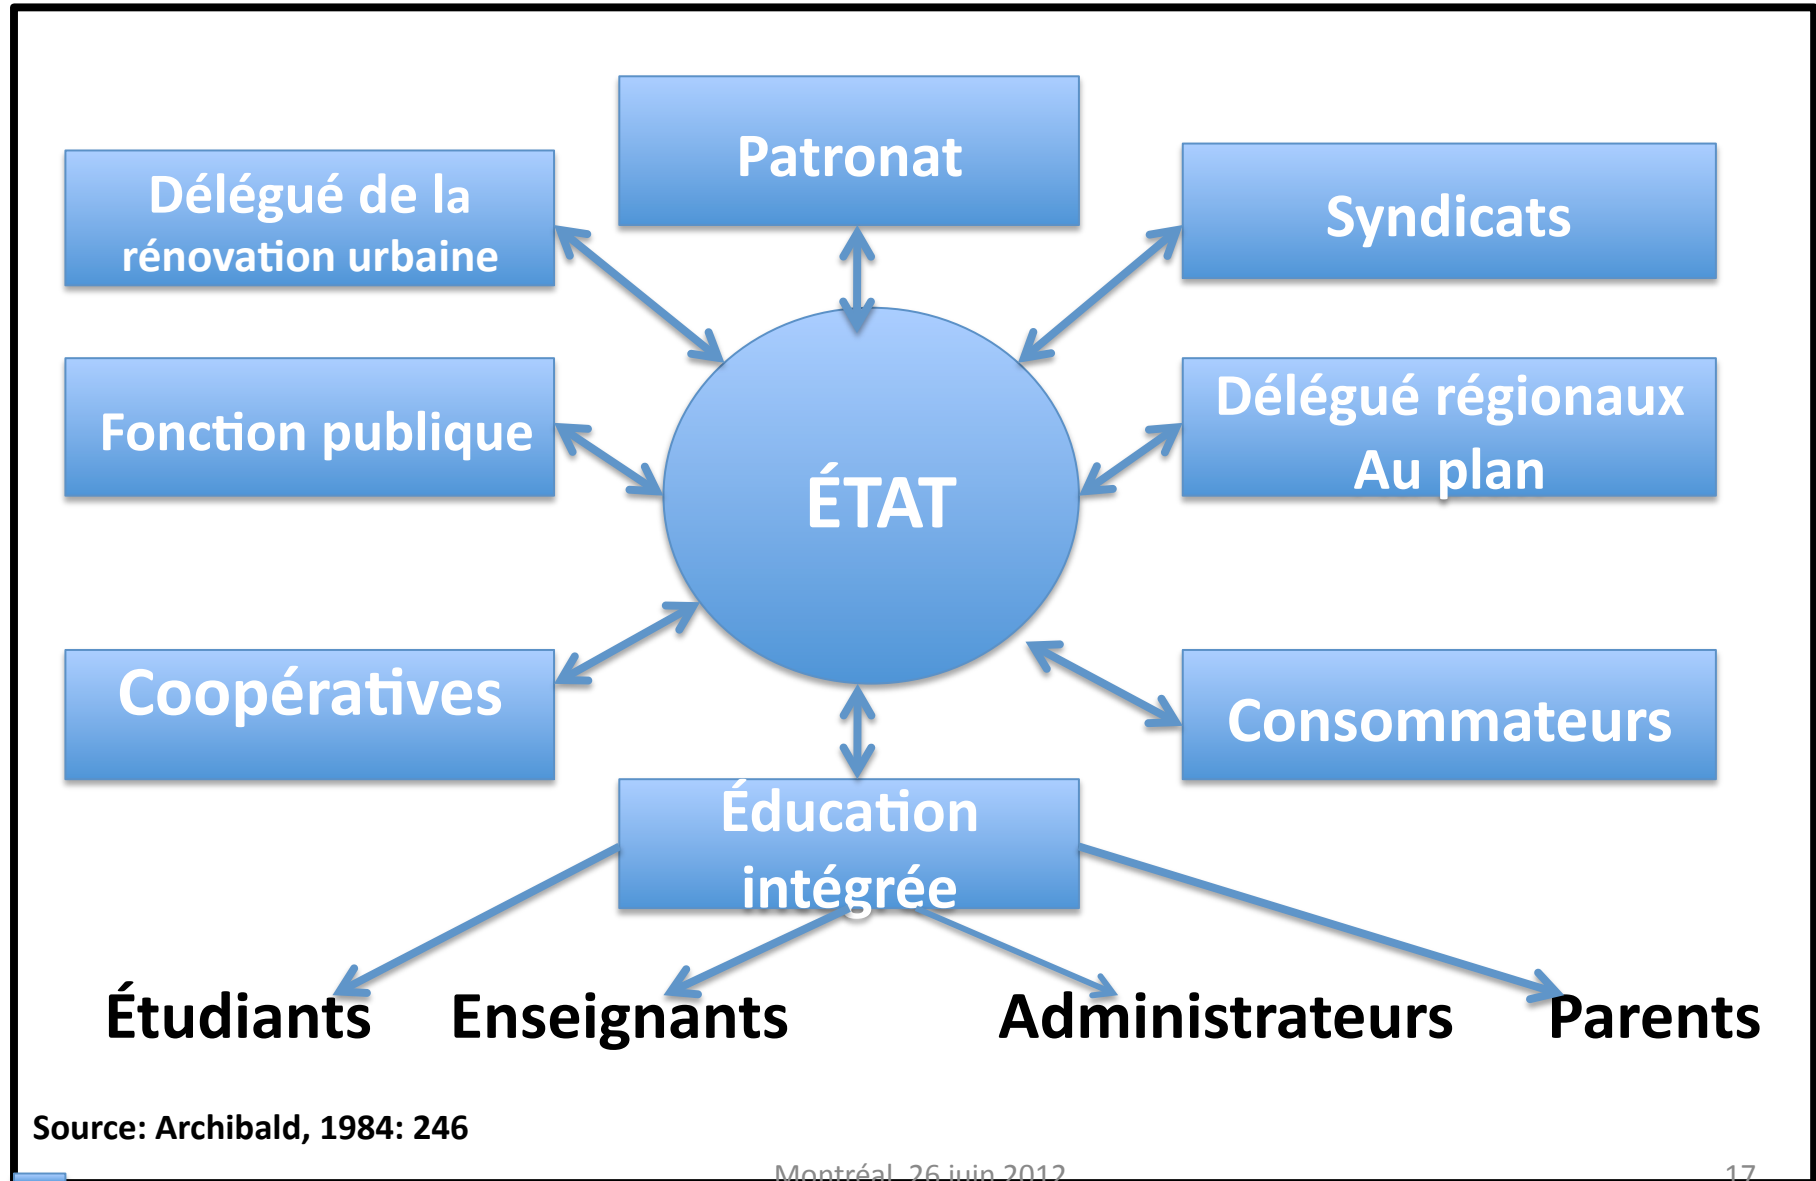 Patronat
Délégué de la
rénovation urbaine
Syndicats
Fonction publique
Délégué régionaux
Au plan
ÉTAT
Coopératives
Consommateurs
Éducation
intégrée
Étudiants
Enseignants
Administrateurs
Parents
Source: Archibald, 1984: 246
Montréal, 26 juin 2012
17